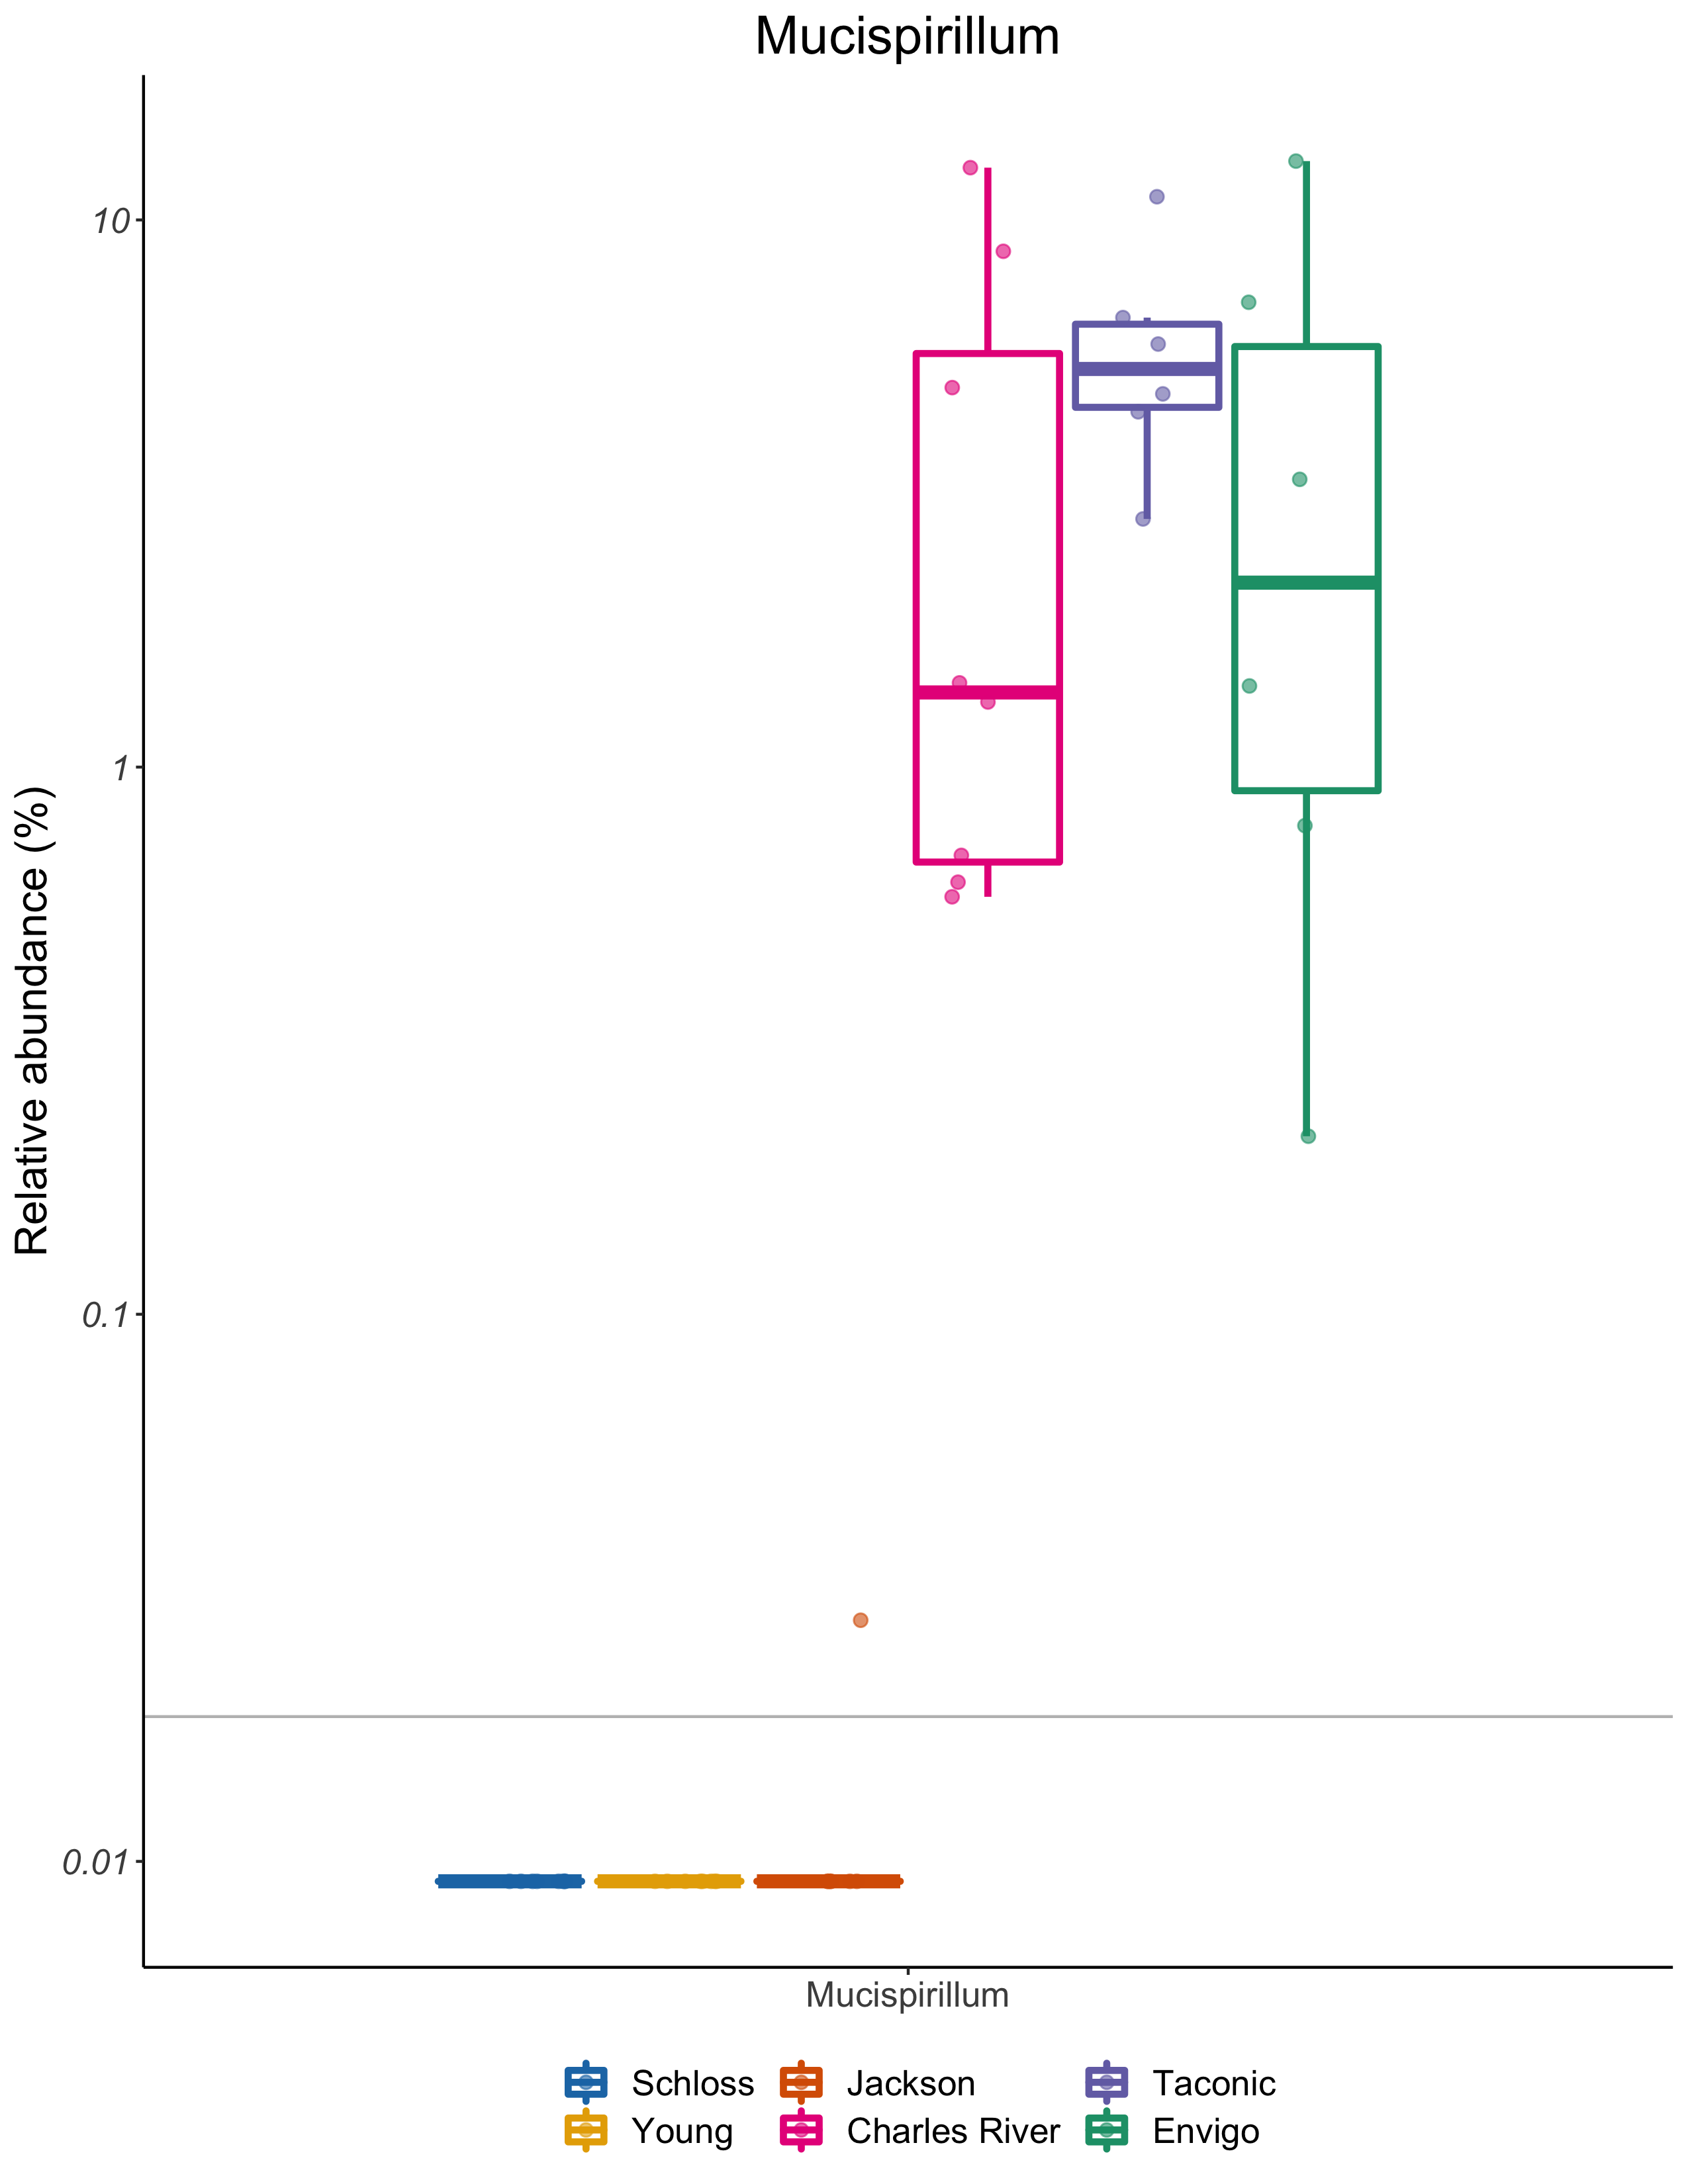 Mucispirillum
Relative abundance (%)
10
1
0.1
0.01
Mucispirillum
Schloss Jackson Taconic
Young Charles River Envigo